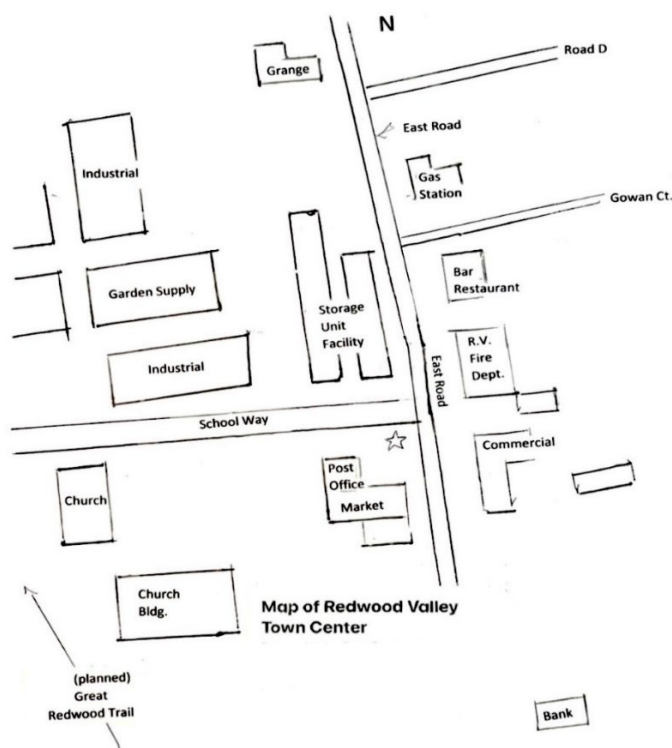 N
Road D
Grange
East Road
Industrial
Gas
Station
Gowan Ct.
Bar
Restaurant
Garden Supply
Storage
Unit
Facility
R.V.
Fire
Dept.
East Road
Industrial
School Way
Commercial
Post
Office
Church
Market
Church
Bldg.
Map of Redwood Valley
Town Center
(planned)
Great
Redwood Trail
Bank